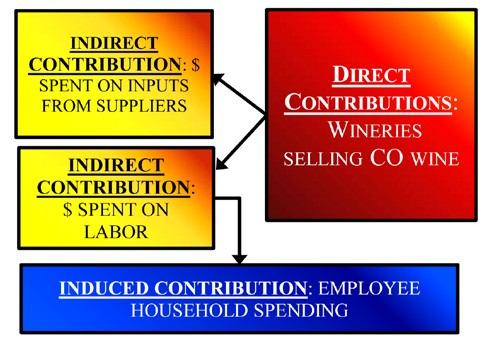 INDIRECT
CONTRIBUTION: $
SPENT ON INPUTS
FROM SUPPLIERS
DIRECT
CONTRIBUTIONS:
WINERIES
SELLING CO WINE
INDIRECT
CONTRIBUTION:
$ SPENT ON
LABOR
INDUCED CONTRIBUTION: EMPLOYEE
HOUSEHOLD SPENDING